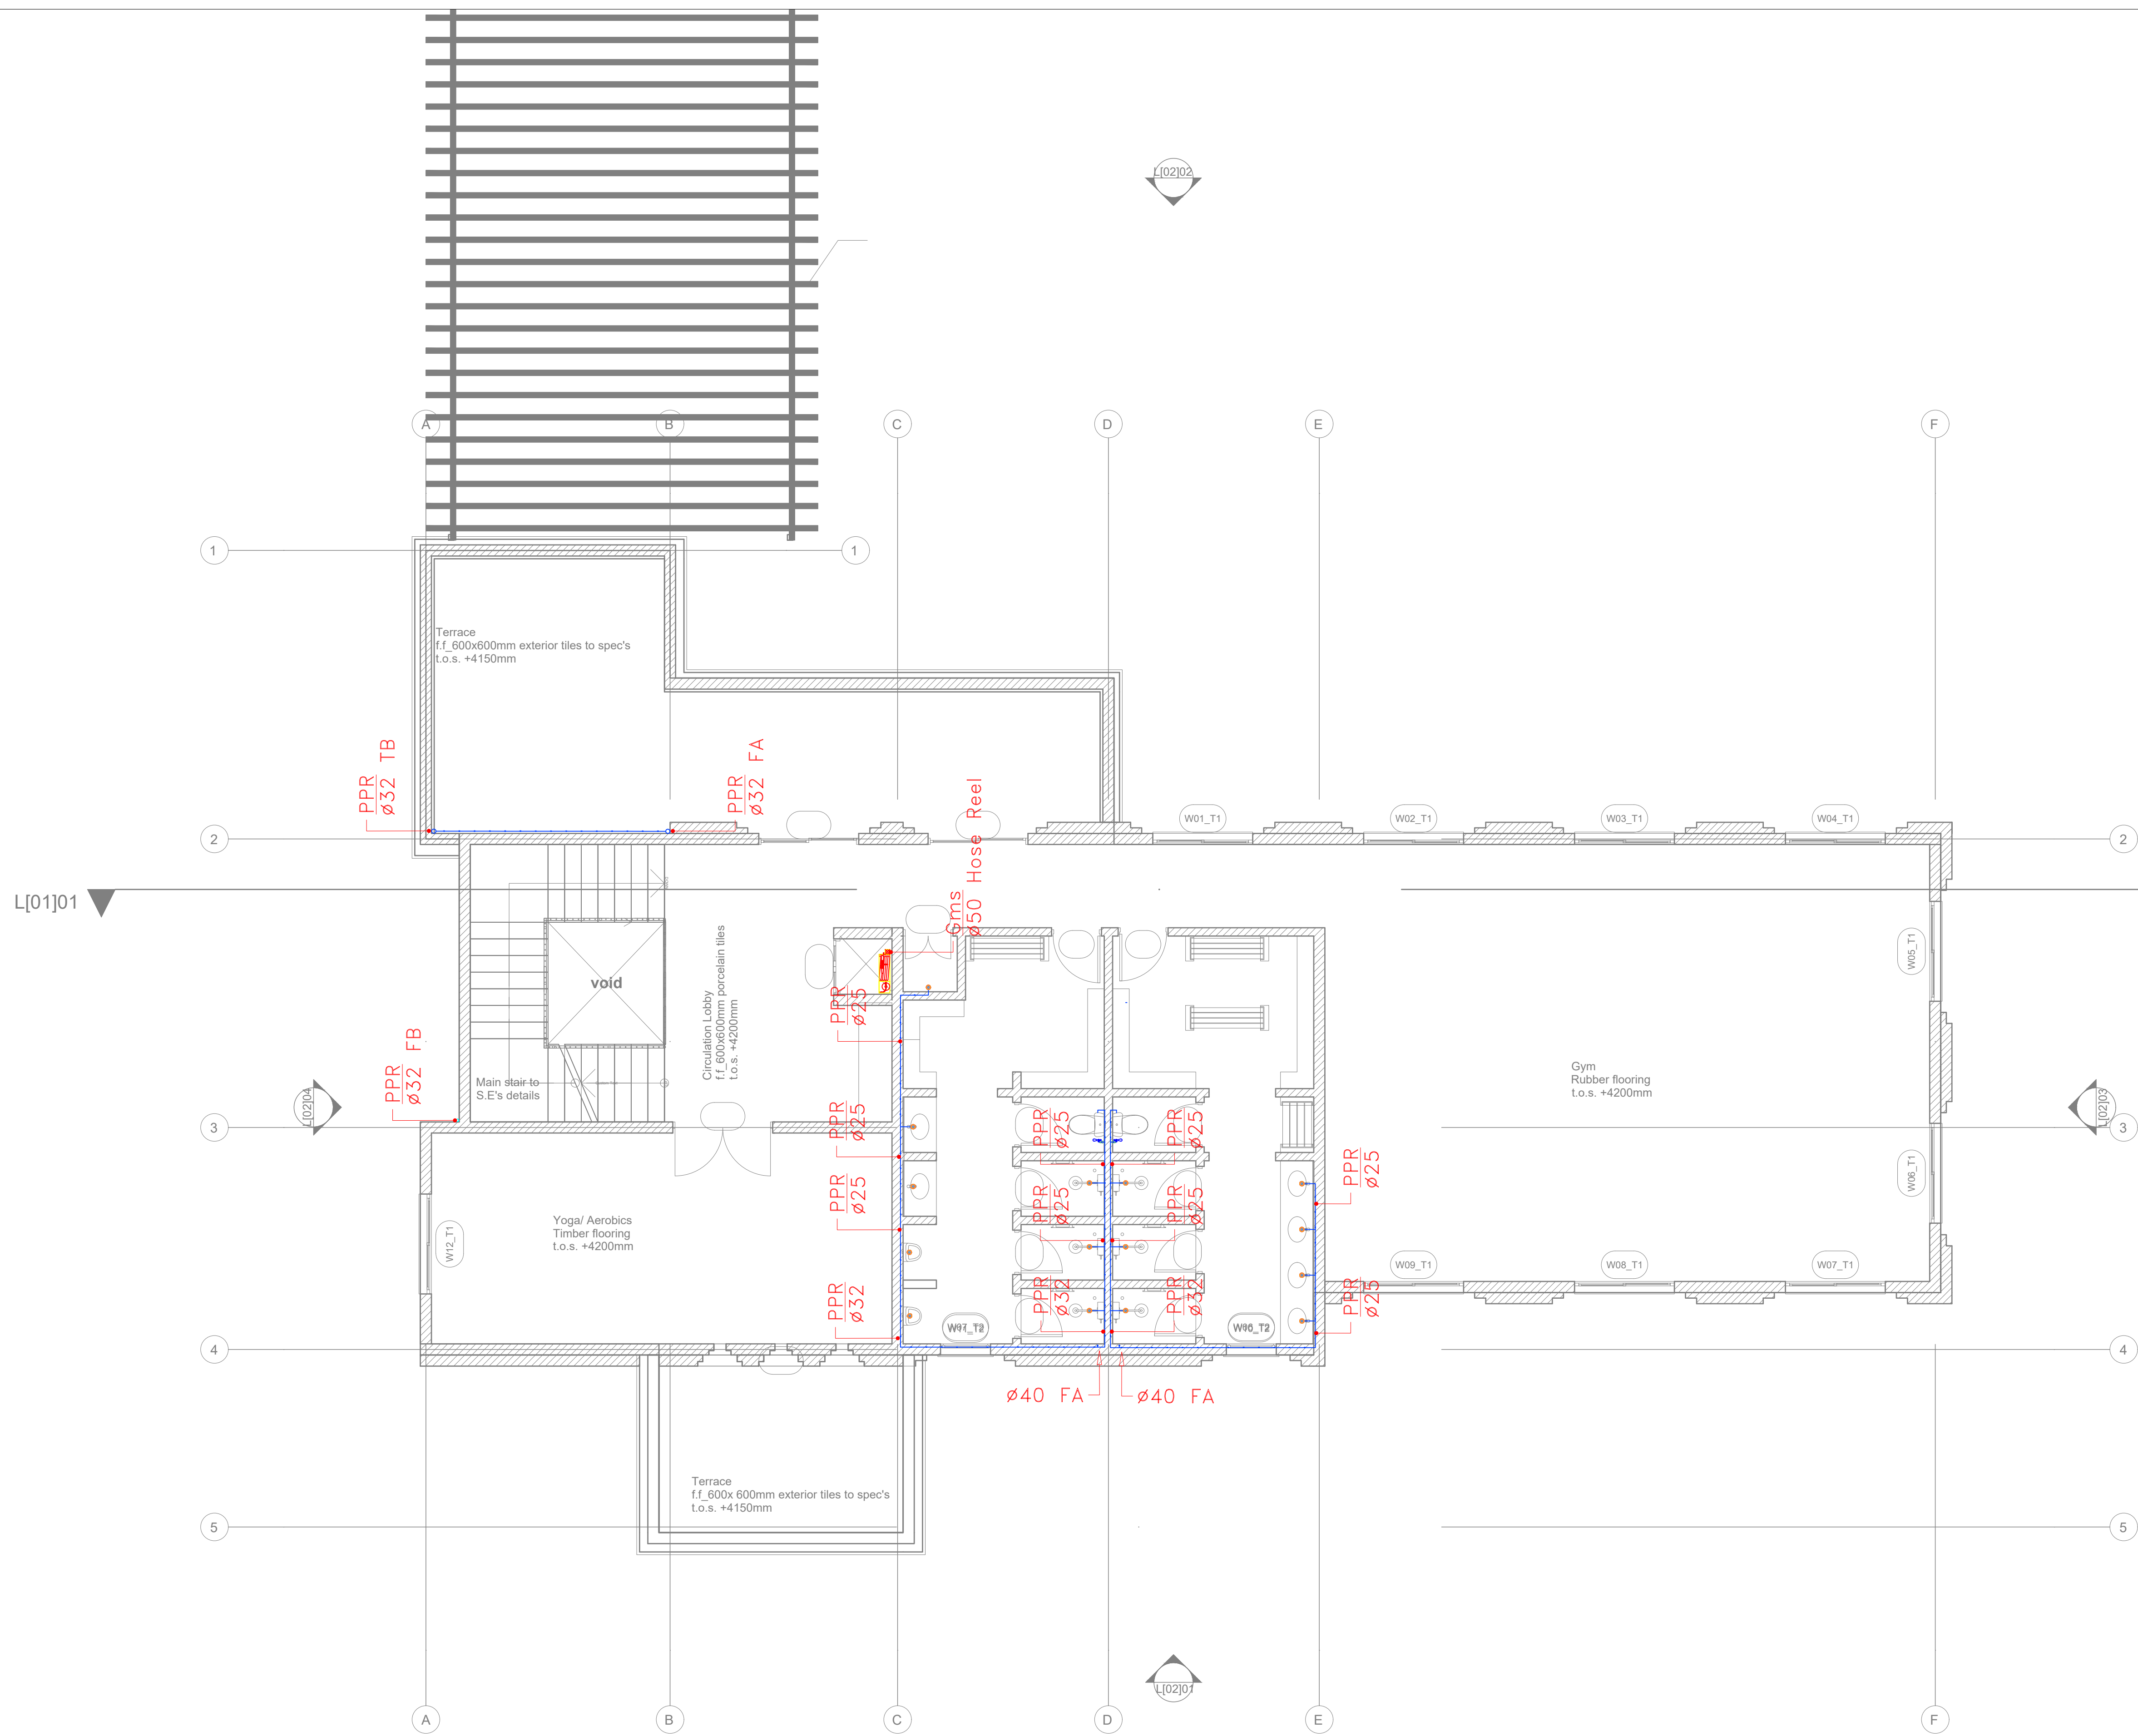 L[02]02
A
B
C
D
E
F
1
1
Terrace
f.f_600x600mm exterior tiles to spec's
t.o.s. +4150mm
PPR
ø32 TB
PPR
ø32 FA
Gms
ø50 Hose Reel
W01_T1
W02_T1
W03_T1
W04_T1
2
2
L[01]01
void
Circulation Lobby
f.f_600x600mm porcelain tiles
t.o.s. +4200mm
W05_T1
PPR
ø25
PPR
ø32 FB
Main stair to
S.E's details
Gym
Rubber flooring
t.o.s. +4200mm
L[02]04
L[02]03
3
3
PPR
ø25
PPR
ø25
PPR
ø25
PPR
ø25
W06_T1
PPR
ø25
PPR
ø25
PPR
ø25
Yoga/ Aerobics
Timber flooring
t.o.s. +4200mm
W12_T1
W09_T1
W08_T1
W07_T1
PPR
ø32
PPR
ø32
PPR
ø32
PPR
ø25
4
4
ø40 FA
ø40 FA
Terrace
f.f_600x 600mm exterior tiles to spec's
t.o.s. +4150mm
5
5
L[02]01
A
B
C
D
E
F